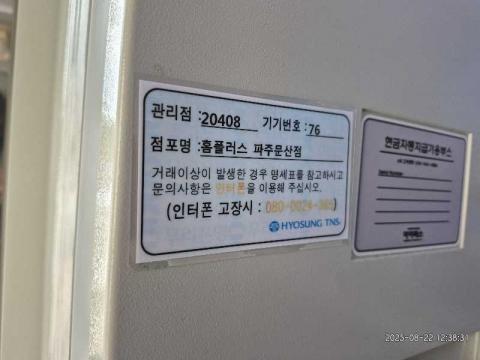 관리점 :20408 기기번호 :76
점포명 :홈플러스 파주문산점
거래이상이 발생한 경우 명세표를 참고하시고
문의사항은 인터폰을 이용해 주십시오.
(인터폰 고장시 : 080-0024-365)
HYOSUNG TNS
현금자동지급기용부스
2025-08-22 12:38:31